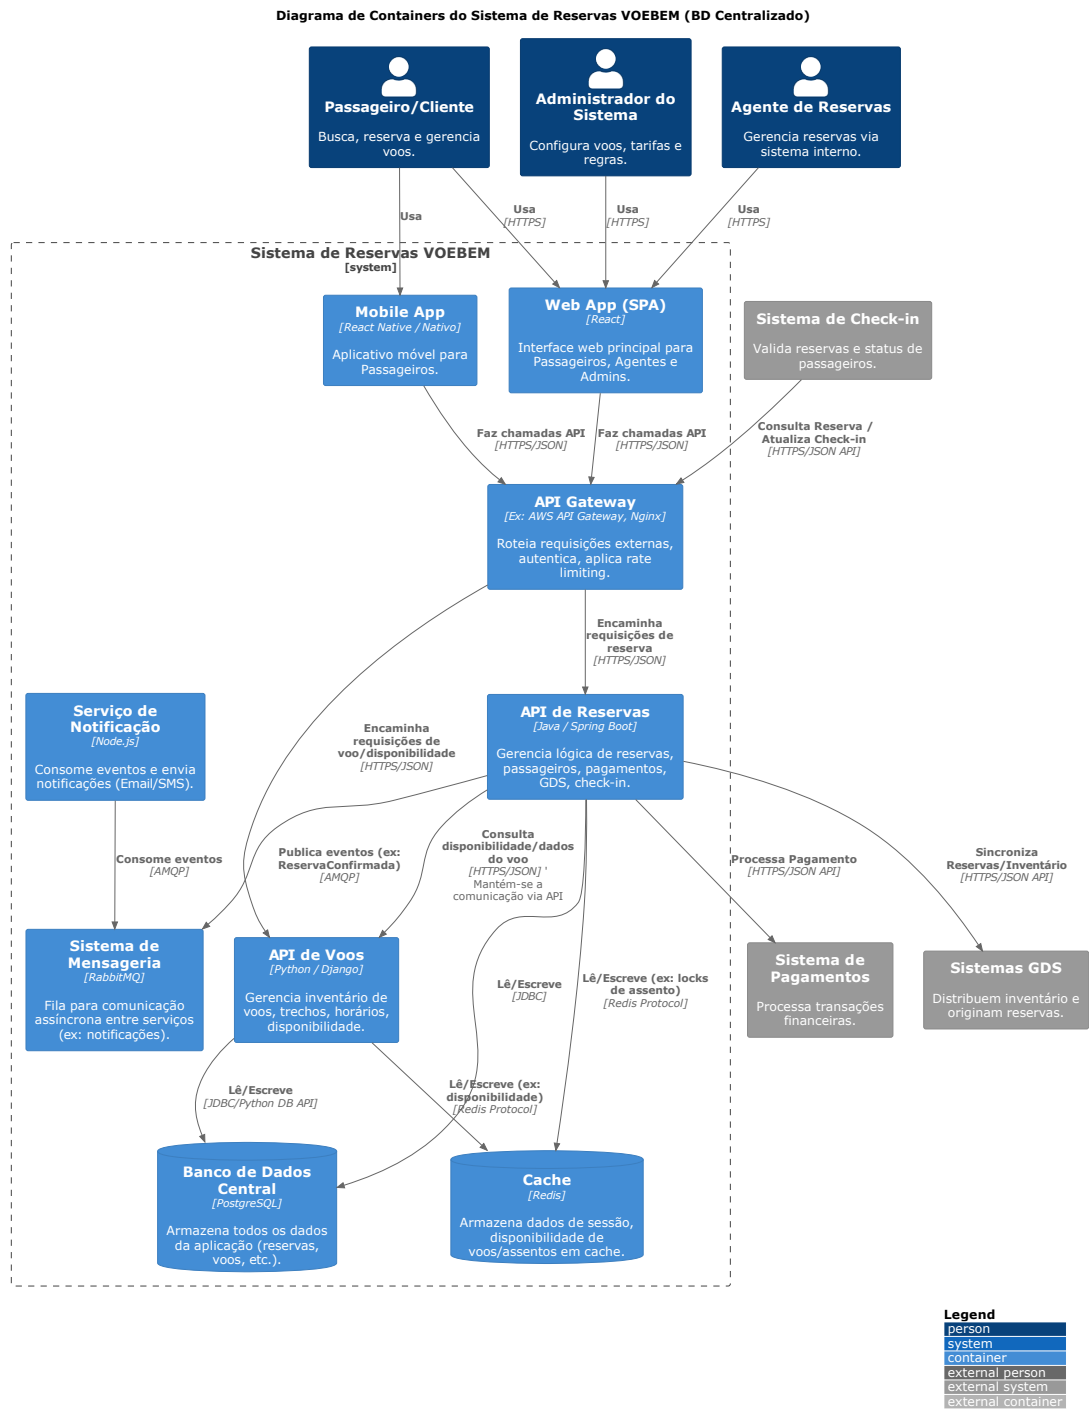 Diagrama de Containers do Sistema de Reservas VOEBEM (BD Centralizado)
Passageiro/Cliente
Busca, reserva e gerencia
voos.
Administrador do
Sistema
Configura voos, tarifas e
regras.
Agente de Reservas
Gerencia reservas via
sistema interno.
Usa
Usa
[HTTPS]
Usa
[HTTPS]
Usa
[HTTPS]
Sistema de Reservas VOEBEM
[system]
Mobile App
[React Native / Nativo]
Aplicativo móvel para
Passageiros.
Web App (SPA)
[React]
Interface web principal para
Passageiros, Agentes e
Admins.
Sistema de Check-in
Valida reservas e status de
passageiros.
Faz chamadas API
[HTTPS/JSON]
Faz chamadas API
[HTTPS/JSON]
Consulta Reserva /
Atualiza Check-in
[HTTPS/JSON API]
API Gateway
[Ex: AWS API Gateway, Nginx]
Roteia requisições externas,
autentica, aplica rate
limiting.
Encaminha
requisições de
reserva
[HTTPS/JSON]
Serviço de
Notificação
[Node.js]
Consome eventos e envia
notificações (Email/SMS).
Encaminha
requisições de
voo/disponibilidade
[HTTPS/JSON]
API de Reservas
[Java / Spring Boot]
Gerencia lógica de reservas,
passageiros, pagamentos,
GDS, check-in.
Consome eventos
[AMQP]
Publica eventos (ex:
ReservaConfirmada)
[AMQP]
Consulta
disponibilidade/dados
do voo
[HTTPS/JSON] '
Mantém-se a
comunicação via API
Processa Pagamento
[HTTPS/JSON API]
Sincroniza
Reservas/Inventário
[HTTPS/JSON API]
Sistema de
Mensageria
[RabbitMQ]
Fila para comunicação
assíncrona entre serviços
(ex: notificações).
API de Voos
[Python / Django]
Gerencia inventário de
voos, trechos, horários,
disponibilidade.
Lê/Escreve
[JDBC]
Lê/Escreve (ex: locks
de assento)
[Redis Protocol]
Sistema de
Pagamentos
Processa transações
financeiras.
Sistemas GDS
Distribuem inventário e
originam reservas.
Lê/Escreve
[JDBC/Python DB API]
Lê/Escreve (ex:
disponibilidade)
[Redis Protocol]
Banco de Dados
Central
[PostgreSQL]
Armazena todos os dados
da aplicação (reservas,
voos, etc.).
Cache
[Redis]
Armazena dados de sessão,
disponibilidade de
voos/assentos em cache.
Legend
person
system
container
external person
external system
external container